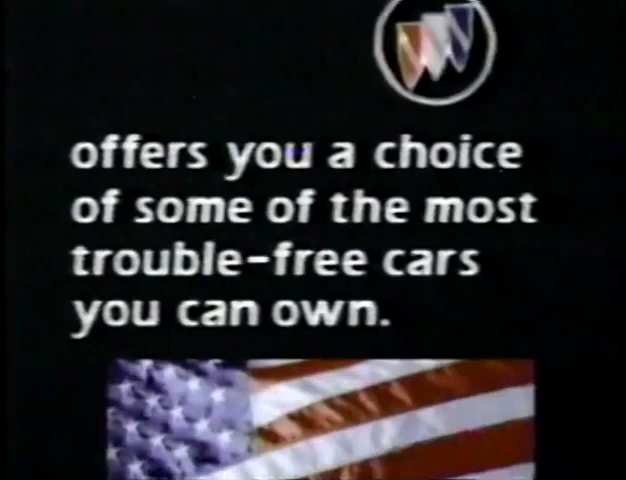 offers you a choice
of some of the most
trouble-free cars
you can own.